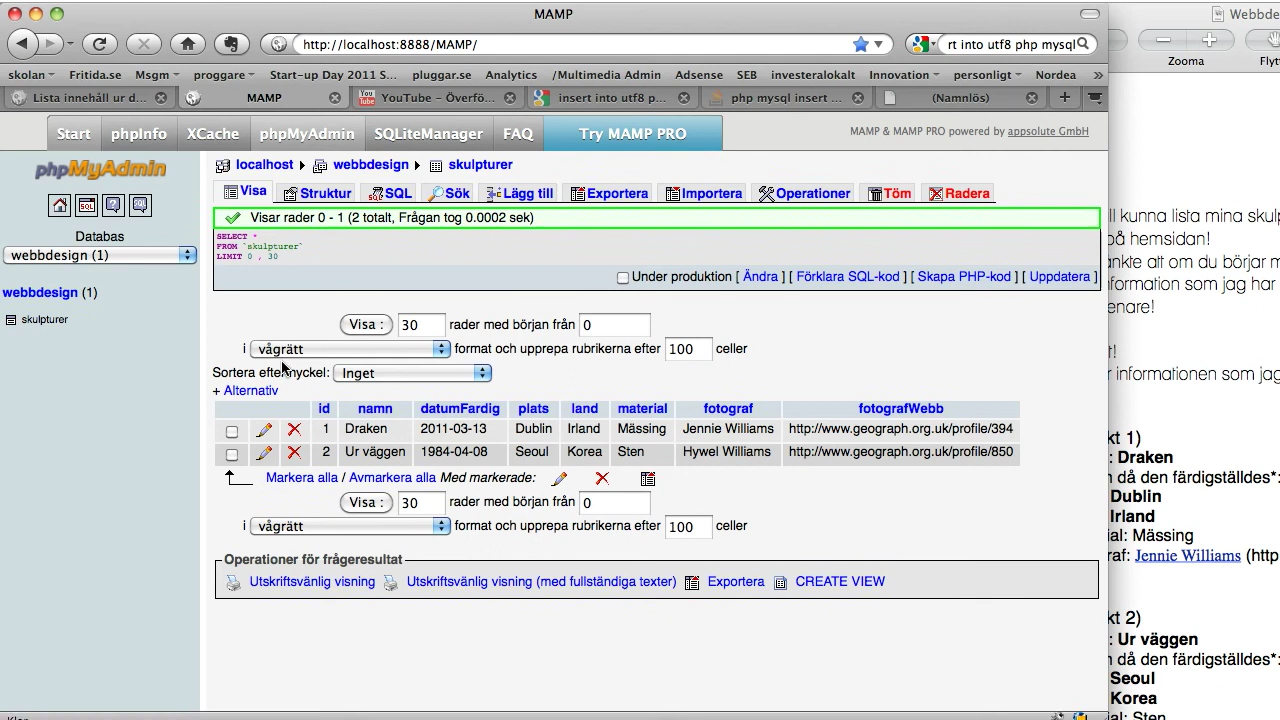 MAMP
Webbde
http://localhost:8888/MAMP/
rt into utf8 php mysql
Zooma
Flytt
skolan Fritida.se Msgm proggare Start-up Day 2011 S... pluggar.se Analytics /Multimedia Admin Adsense SEB investeralokalt Innovation personligt Nordea »
Lista innehåll ur d... MAMP YouTube - Överfö... insert into utf8 p... php mysql insert ... (Namnlös)
Start phpInfo XCache phpMyAdmin SQLiteManager FAQ Try MAMP PRO
MAMP & MAMP PRO powered by appsolute GmbH
phpMyAdmin
SQL
Databas
webbdesign (1)
webbdesign (1)
skulpturer
localhost webbdesign skulpturer
Visa Struktur SQL Sök Lägg till Exportera Importera Operationer Töm Radera
Visar rader 0 - 1 (2 totalt, Frågan tog 0.0002 sek)
SELECT *
FROM `skulpturer`
LIMIT 0 , 30
Under produktion [ Ändra ] [ Förklara SQL-kod ] [ Skapa PHP-kod ] [ Uppdatera ]
Visa : 30 rader med början från 0
i vågrätt format och upprepa rubrikerna efter 100 celler
Sortera efter nyckel: Inget
+ Alternativ
id namn datumFardig plats land material fotograf fotografWebb
1 Draken 2011-03-13 Dublin Irland Mässing Jennie Williams http://www.geograph.org.uk/profile/394
2 Ur väggen 1984-04-08 Seoul Korea Sten Hywel Williams http://www.geograph.org.uk/profile/850
Markera alla / Avmarkera alla Med markerade:
Visa : 30 rader med början från 0
i vågrätt format och upprepa rubrikerna efter 100 celler
Operationer för frågeresultat
Utskriftsvänlig visning Utskriftsvänlig visning (med fullständiga texter) Exportera CREATE VIEW
ll kunna lista mina skul
på hemsidan!
nkte att om du börjar m
nformation som jag har
enare!
t!
r informationen som jag
kt 1)
: Draken
n då den färdigställdes*:
Dublin
Irland
ial: Mässing
raf: Jennie Williams (http
kt 2)
: Ur väggen
n då den färdigställdes*:
Seoul
Korea
ial: Sten